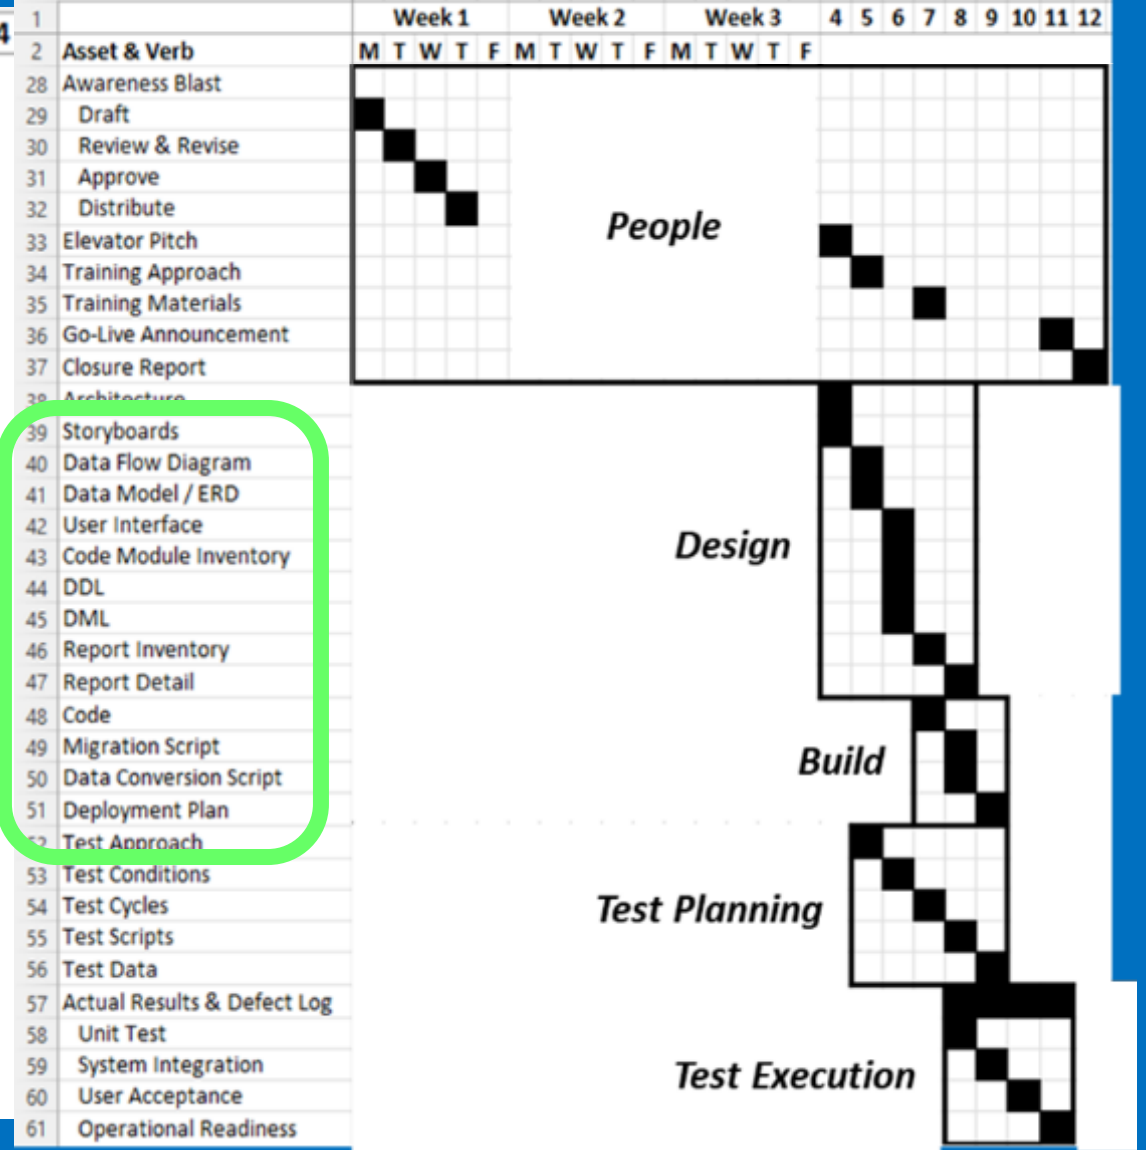 4
1 Week 1 Week 2 Week 3 4 5 6 7 8 9 10 11 12
2 Asset & Verb M T W T F M T W T F M T W T F
28 Awareness Blast
29 Draft
30 Review & Revise
31 Approve
32 Distribute
People
33 Elevator Pitch
34 Training Approach
35 Training Materials
36 Go-Live Announcement
37 Closure Report
38 Architecture
39 Storyboards
40 Data Flow Diagram
41 Data Model / ERD
42 User Interface
43 Code Module Inventory
Design
44 DDL
45 DML
46 Report Inventory
47 Report Detail
48 Code
49 Migration Script
Build
50 Data Conversion Script
51 Deployment Plan
52 Test Approach
53 Test Conditions
54 Test Cycles
Test Planning
55 Test Scripts
56 Test Data
57 Actual Results & Defect Log
58 Unit Test
59 System Integration
Test Execution
60 User Acceptance
61 Operational Readiness